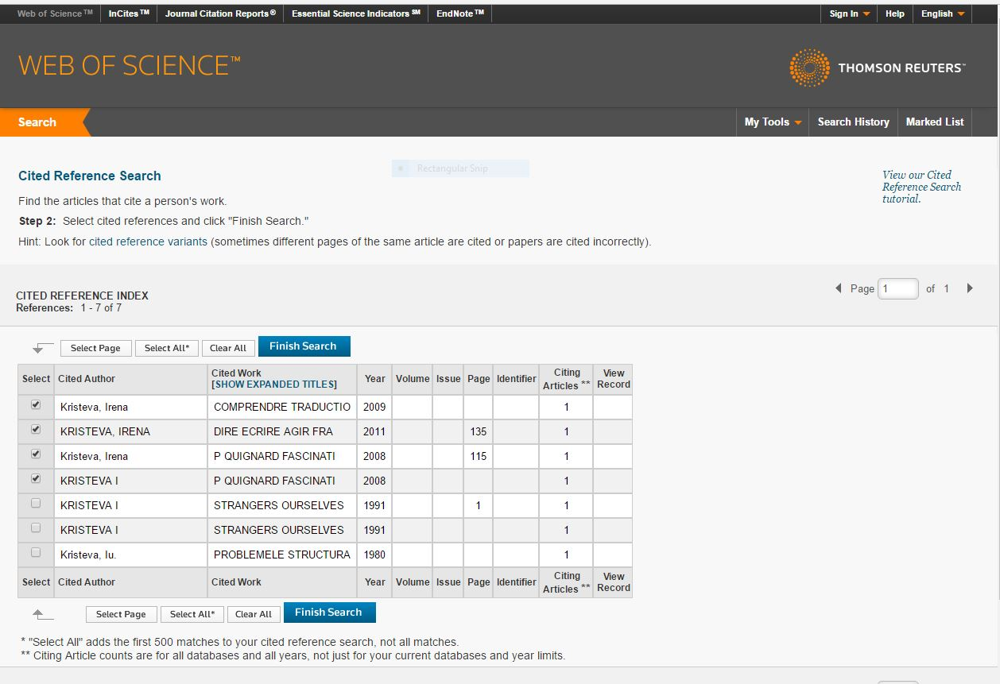 Web of Science™ InCites™ Journal Citation Reports® Essential Science Indicators℠ EndNote™ Sign In Help English
WEB OF SCIENCE™
THOMSON REUTERS™
Search My Tools Search History Marked List
Cited Reference Search
Rectangular Snip
View our Cited
Reference Search
tutorial.
Find the articles that cite a person's work.
Step 2: Select cited references and click "Finish Search."
Hint: Look for cited reference variants (sometimes different pages of the same article are cited or papers are cited incorrectly).
CITED REFERENCE INDEX
References: 1 - 7 of 7
Page 1 of 1
Select Page Select All* Clear All Finish Search
Select Cited Author Cited Work [SHOW EXPANDED TITLES] Year Volume Issue Page Identifier Citing Articles ** View Record
Kristeva, Irena COMPRENDRE TRADUCTIO 2009 1
KRISTEVA, IRENA DIRE ECRIRE AGIR FRA 2011 135 1
Kristeva, Irena P QUIGNARD FASCINATI 2008 115 1
KRISTEVA I P QUIGNARD FASCINATI 2008 1
KRISTEVA I STRANGERS OURSELVES 1991 1 1
KRISTEVA I STRANGERS OURSELVES 1991 1
Kristeva, Iu. PROBLEMELE STRUCTURA 1980 1
Select Cited Author Cited Work Year Volume Issue Page Identifier Citing Articles ** View Record
Select Page Select All* Clear All Finish Search
* "Select All" adds the first 500 matches to your cited reference search, not all matches.
** Citing Article counts are for all databases and all years, not just for your current databases and year limits.